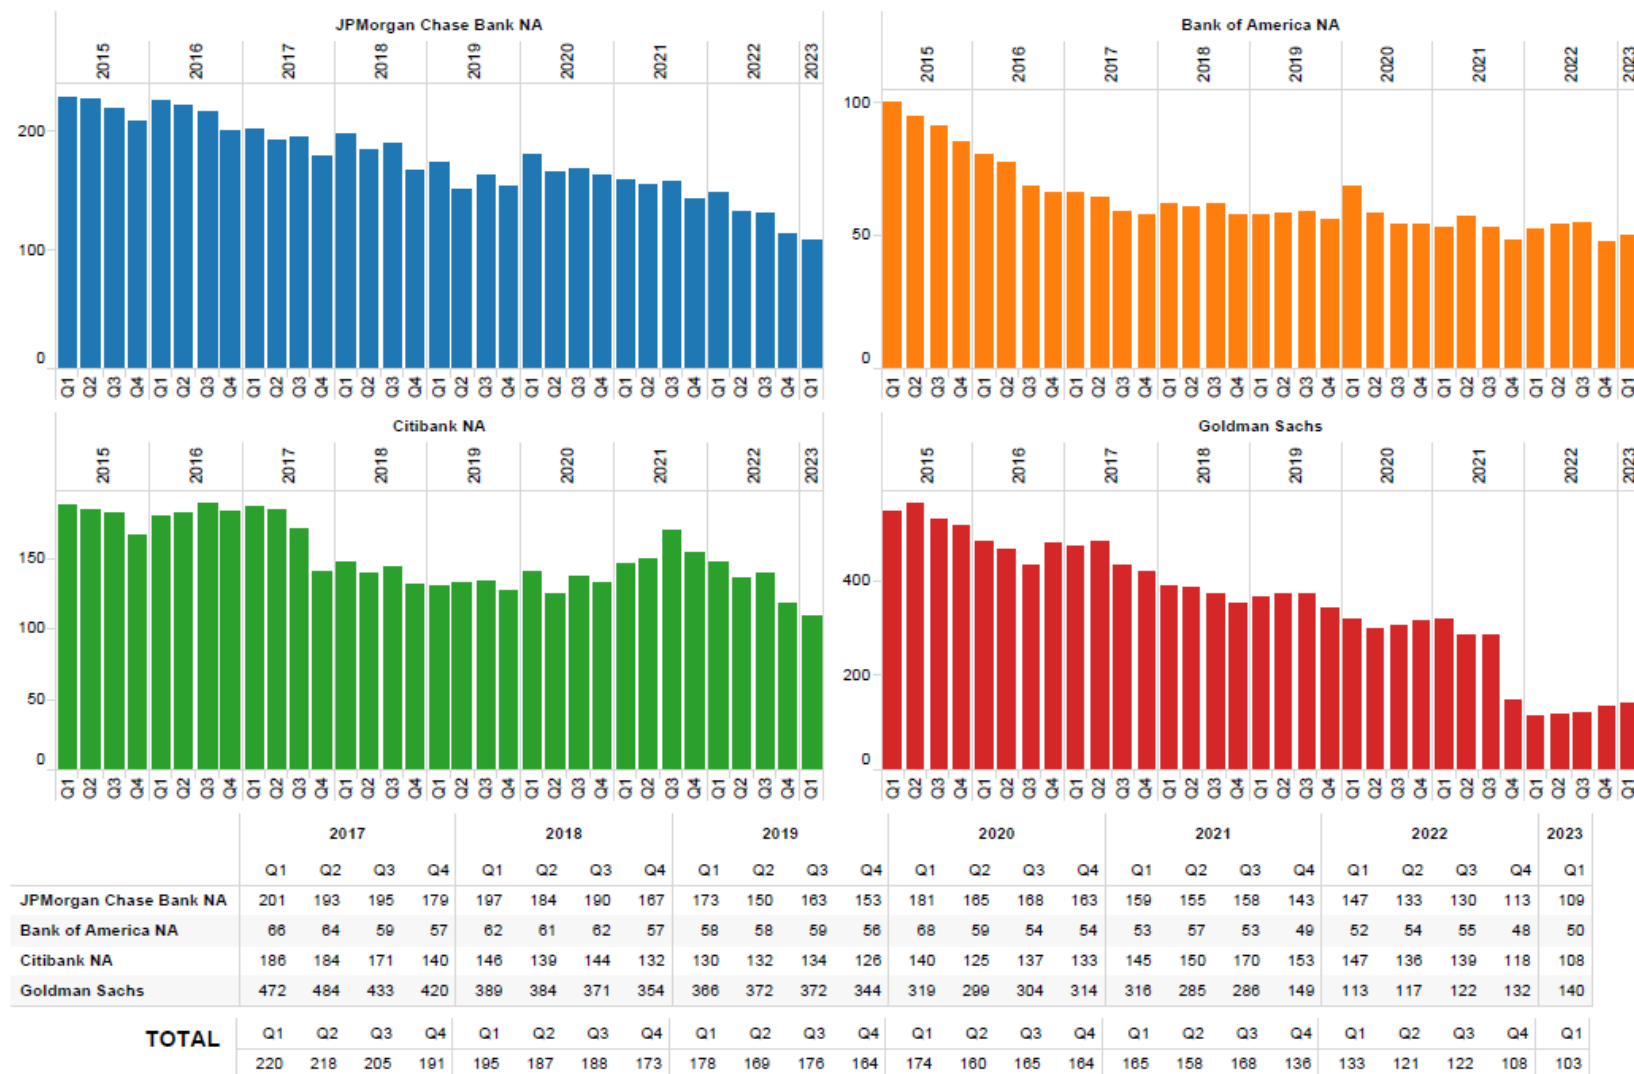 JPMorgan Chase Bank NA
2015 2016 2017 2018 2019 2020 2021 2022 2023
200
100
0
Q1 Q2 Q3 Q4 Q1 Q2 Q3 Q4 Q1 Q2 Q3 Q4 Q1 Q2 Q3 Q4 Q1 Q2 Q3 Q4 Q1 Q2 Q3 Q4 Q1 Q2 Q3 Q4 Q1 Q2 Q3 Q4 Q1
Bank of America NA
2015 2016 2017 2018 2019 2020 2021 2022 2023
100
50
0
Q1 Q2 Q3 Q4 Q1 Q2 Q3 Q4 Q1 Q2 Q3 Q4 Q1 Q2 Q3 Q4 Q1 Q2 Q3 Q4 Q1 Q2 Q3 Q4 Q1 Q2 Q3 Q4 Q1 Q2 Q3 Q4 Q1
Citibank NA
2015 2016 2017 2018 2019 2020 2021 2022 2023
150
100
50
0
Q1 Q2 Q3 Q4 Q1 Q2 Q3 Q4 Q1 Q2 Q3 Q4 Q1 Q2 Q3 Q4 Q1 Q2 Q3 Q4 Q1 Q2 Q3 Q4 Q1 Q2 Q3 Q4 Q1 Q2 Q3 Q4 Q1
Goldman Sachs
2015 2016 2017 2018 2019 2020 2021 2022 2023
400
200
0
Q1 Q2 Q3 Q4 Q1 Q2 Q3 Q4 Q1 Q2 Q3 Q4 Q1 Q2 Q3 Q4 Q1 Q2 Q3 Q4 Q1 Q2 Q3 Q4 Q1 Q2 Q3 Q4 Q1 Q2 Q3 Q4 Q1
2017 2018 2019 2020 2021 2022 2023
Q1 Q2 Q3 Q4 Q1 Q2 Q3 Q4 Q1 Q2 Q3 Q4 Q1 Q2 Q3 Q4 Q1 Q2 Q3 Q4 Q1 Q2 Q3 Q4 Q1
JPMorgan Chase Bank NA 201 193 195 179 197 184 190 167 173 150 163 153 181 165 168 163 159 155 158 143 147 133 130 113 109
Bank of America NA 66 64 59 57 62 61 62 57 58 58 59 56 68 59 54 54 53 57 53 49 52 54 55 48 50
Citibank NA 186 184 171 140 146 139 144 132 130 132 134 126 140 125 137 133 145 150 170 153 147 136 139 118 108
Goldman Sachs 472 484 433 420 389 384 371 354 366 372 372 344 319 299 304 314 316 285 286 149 113 117 122 132 140
TOTAL Q1 Q2 Q3 Q4 Q1 Q2 Q3 Q4 Q1 Q2 Q3 Q4 Q1 Q2 Q3 Q4 Q1 Q2 Q3 Q4 Q1 Q2 Q3 Q4 Q1
220 218 205 191 195 187 188 173 178 169 176 164 174 160 165 164 165 158 168 136 133 121 122 108 103